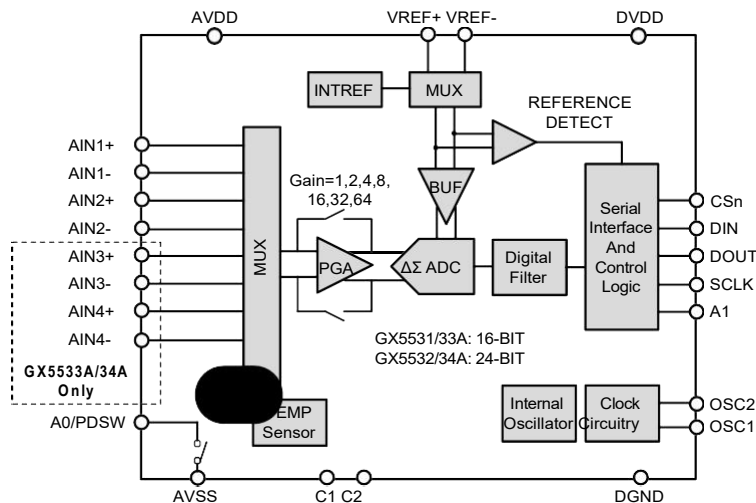 AVDD
VREF+ VREF-
DVDD
INTREF
MUX
REFERENCE
DETECT
AIN1+
AIN1-
AIN2+
AIN2-
AIN3+
AIN3-
AIN4+
AIN4-
GX5533A/34A
Only
MUX
Gain=1,2,4,8,
16,32,64
BUF
PGA
ΔΣ ADC
Digital
Filter
Serial
Interface
And
Control
Logic
CSn
DIN
DOUT
SCLK
A1
GX5531/33A: 16-BIT
GX5532/34A: 24-BIT
Sensor
Internal
Oscillator
Clock
Circuitry
OSC2
OSC1
A0/PDSW
AVSS
C1 C2
DGND